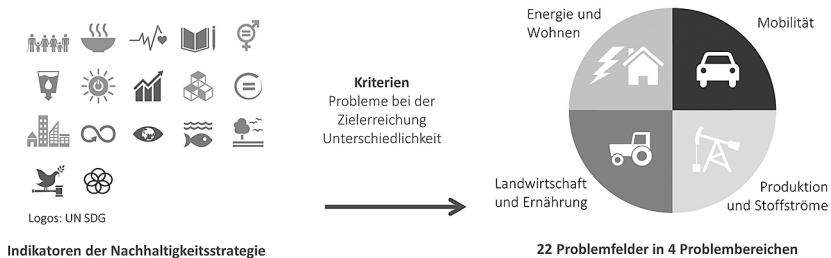 Logos: UN SDG
Indikatoren der Nachhaltigkeitsstrategie
Kriterien
Probleme bei der
Zielerreichung
Unterschiedlichkeit
Energie und
Wohnen
Mobilität
Landwirtschaft
und Ernährung
Produktion
und Stoffströme
22 Problemfelder in 4 Problembereichen